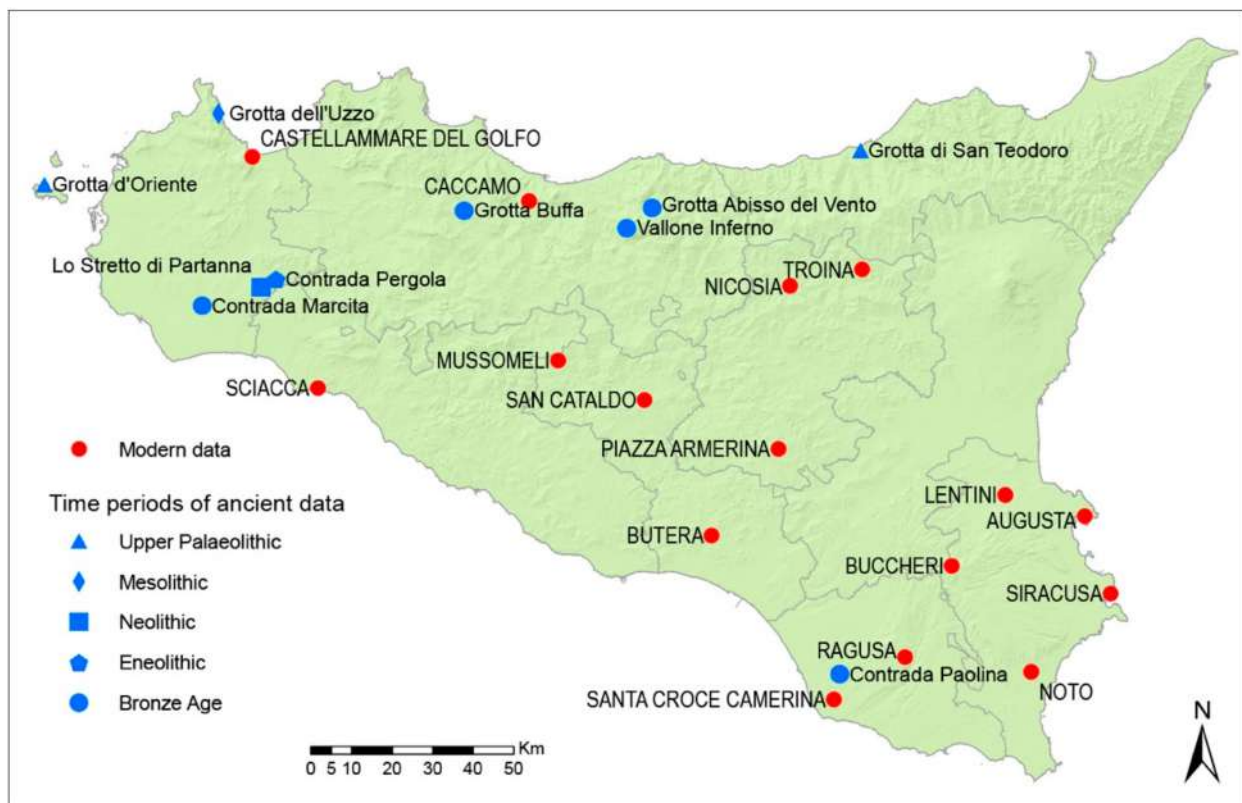 Grotta dell'Uzzo
CASTELLAMMARE DEL GOLFO
Grotta di San Teodoro
Grotta d'Oriente
CACCAMO
Grotta Buffa
Grotta Abisso del Vento
Vallone Inferno
Lo Stretto di Partanna
Contrada Pergola
TROINA
NICOSIA
Contrada Marcita
MUSSOMELI
SCIACCA
SAN CATALDO
PIAZZA ARMERINA
LENTINI
AUGUSTA
BUTERA
BUCCHERI
SIRACUSA
RAGUSA
Contrada Paolina
SANTA CROCE CAMERINA
NOTO
Modern data
Time periods of ancient data
Upper Palaeolithic
Mesolithic
Neolithic
Eneolithic
Bronze Age
Km
0 5 10 20 30 40 50
N